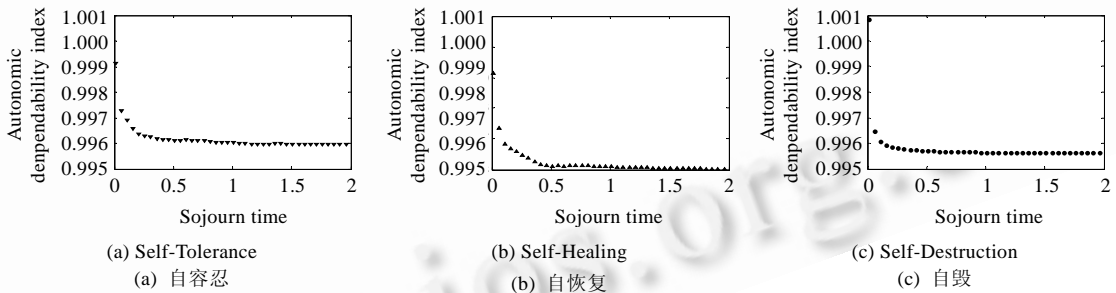 Autonomic
denpendability index
1.001
1.000
0.999
0.998
0.997
0.996
0.995
0
0.5
1
1.5
2
Sojourn time
(a) Self-Tolerance
(a) 自容忍
Autonomic
denpendability index
1.001
1.000
0.999
0.998
0.997
0.996
0.995
0
0.5
1
1.5
2
Sojourn time
(b) Self-Healing
(b) 自恢复
Autonomic
denpendability index
1.001
1.000
0.999
0.998
0.997
0.996
0.995
0
0.5
1
1.5
2
Sojourn time
(c) Self-Destruction
(c) 自毁